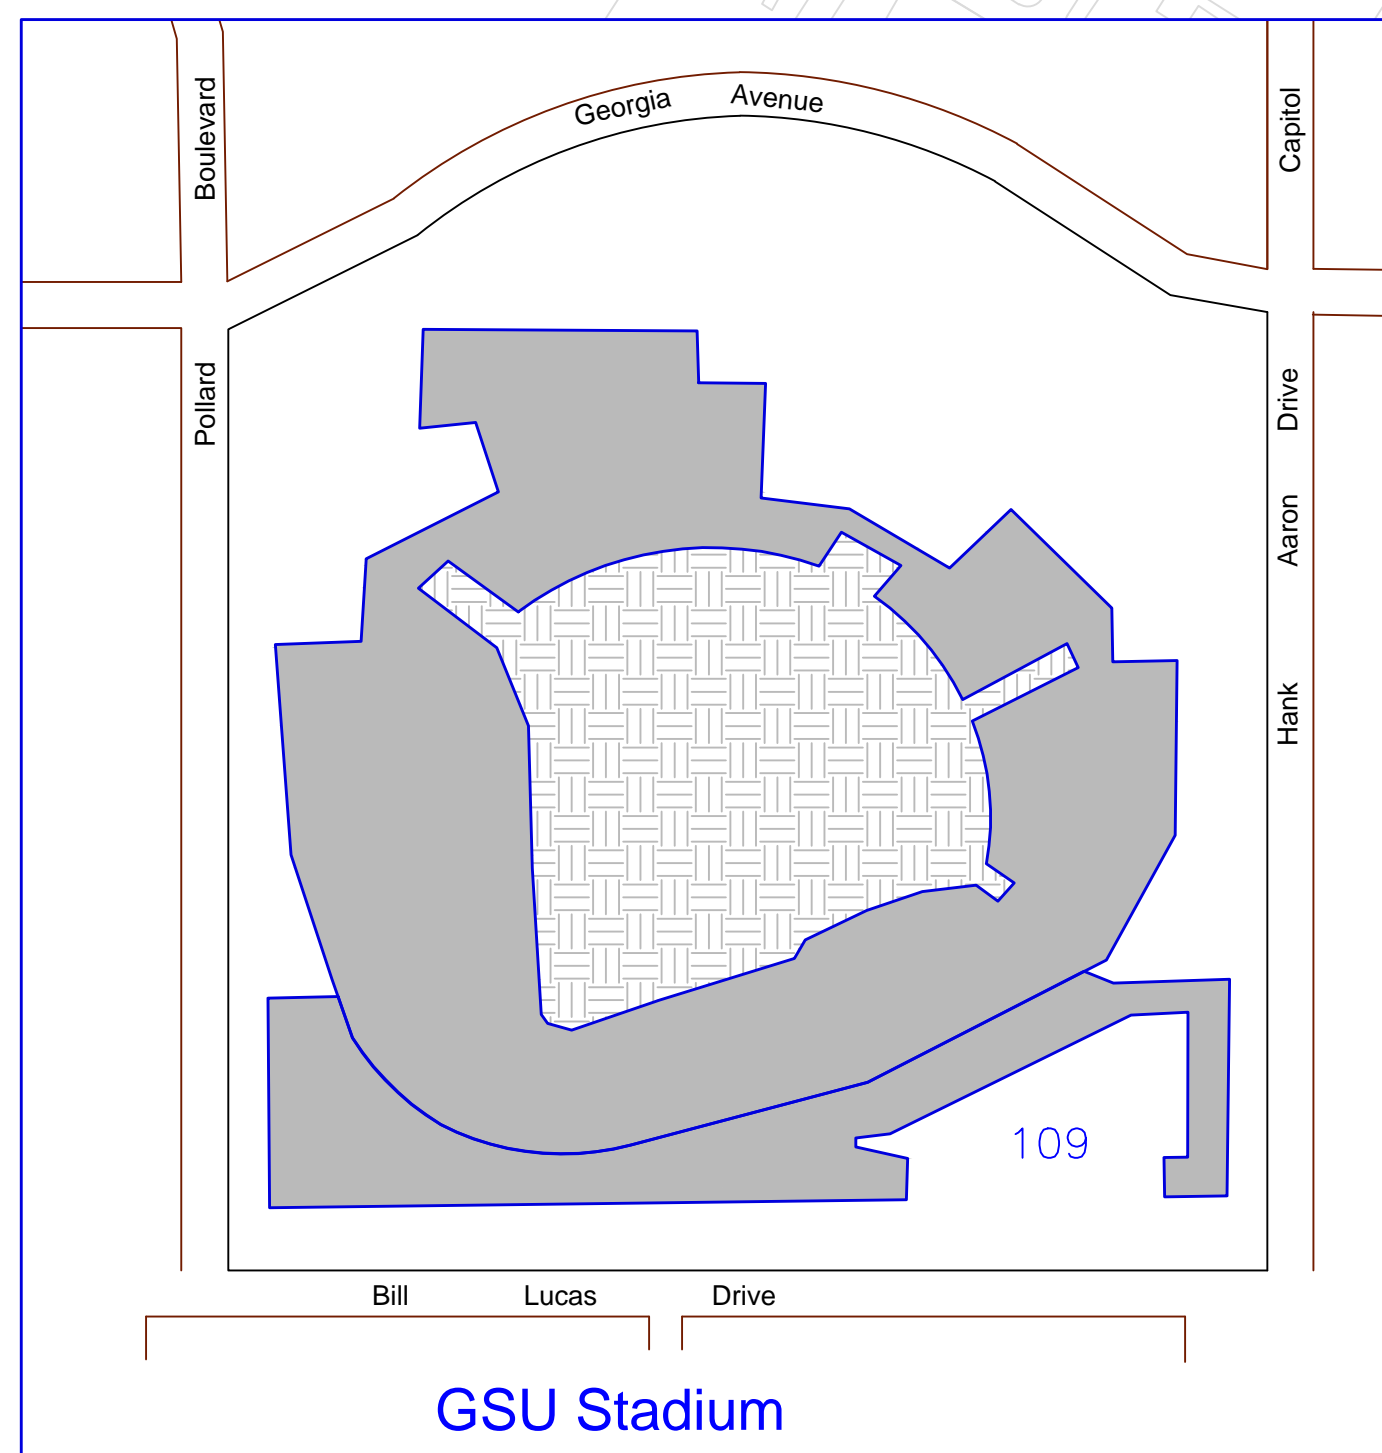 Georgia Avenue
Boulevard
Capitol
Pollard
Drive
Aaron
Hank
109
Bill Lucas Drive
GSU Stadium